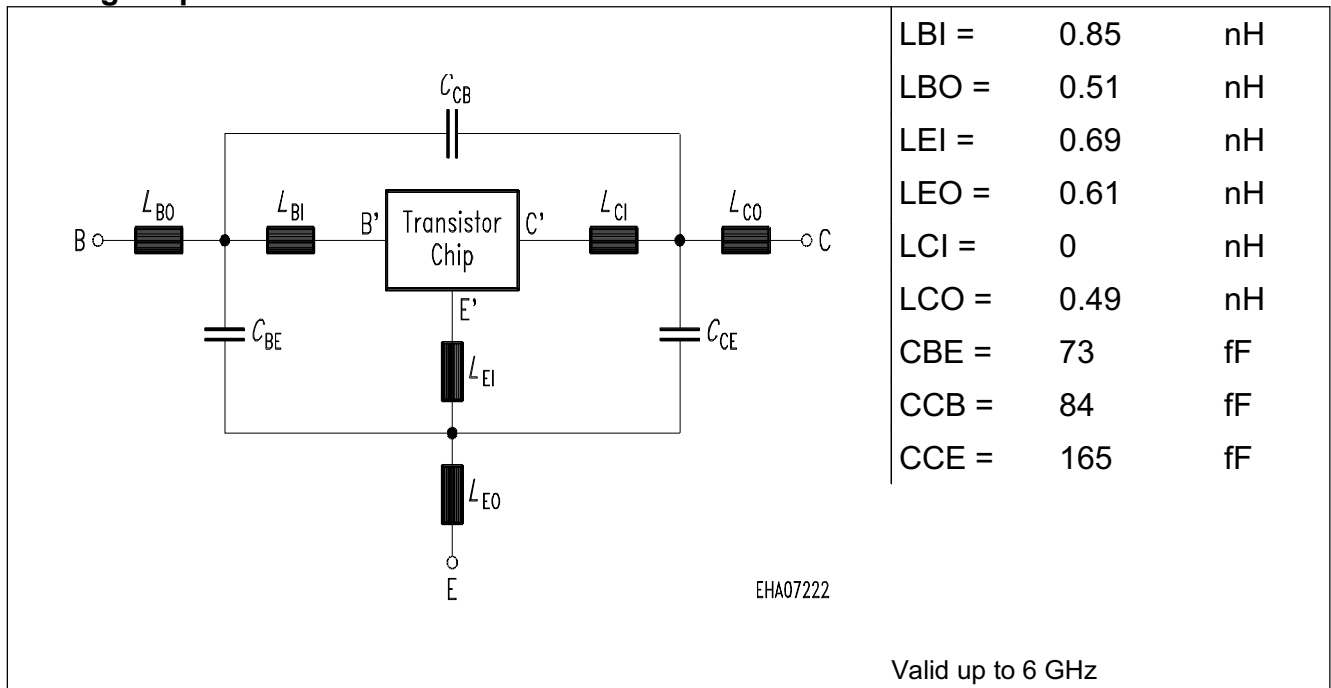 C_CB
L_BO L_BI B' Transistor Chip C' L_CI L_CO
B C
E'
C_BE C_CE
L_EI
L_EO
E
EHA07222
LBI = 0.85 nH
LBO = 0.51 nH
LEI = 0.69 nH
LEO = 0.61 nH
LCI = 0 nH
LCO = 0.49 nH
CBE = 73 fF
CCB = 84 fF
CCE = 165 fF
Valid up to 6 GHz